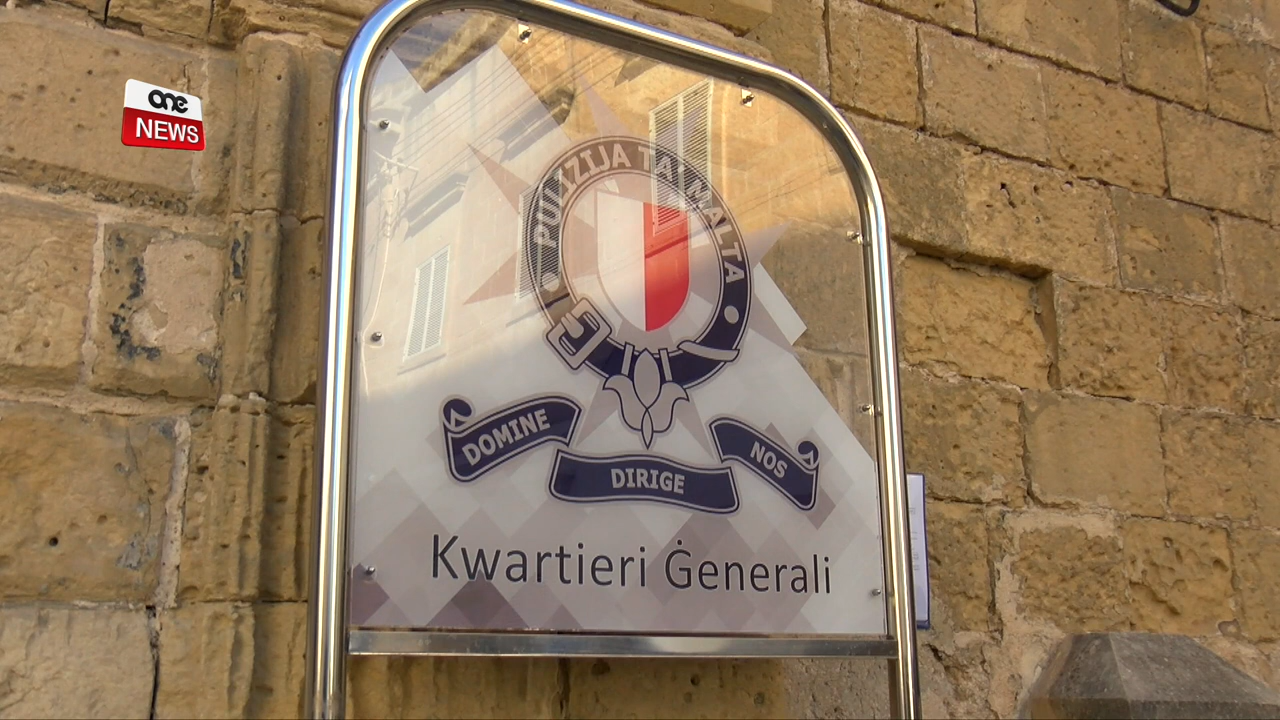 one
NEWS
PULIZIJA TA' MALTA
DOMINE
DIRIGE
NOS
Kwartieri Ġenerali